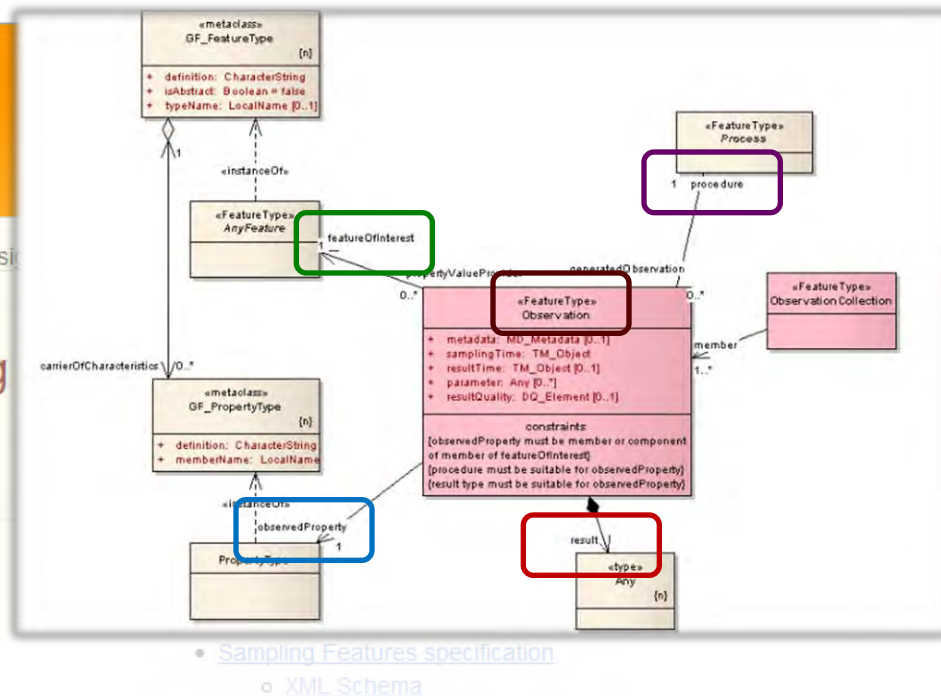 «metaclass»
GF_FeatureType
{n}
+ definition: CharacterString
+ isAbstract: Boolean = false
+ typeName: LocalName [0..1]
1
«instanceOf»
«FeatureType»
AnyFeature
1 featureOfInterest
propertyValueProvider
0..*
«FeatureType»
Process
1 procedure
generatedObservation
0..*
«FeatureType»
Observation
+ metadata: MD_Metadata [0..1]
+ samplingTime: TM_Object
+ resultTime: TM_Object [0..1]
+ parameter: Any [0..*]
+ resultQuality: DQ_Element [0..1]
constraints
{observedProperty must be member or component
of member of featureOfInterest}
{procedure must be suitable for observedProperty}
{result type must be suitable for observedProperty}
«FeatureType»
Observation Collection
member
1..*
carrierOfCharacteristics 0..*
«metaclass»
GF_PropertyType
{n}
+ definition: CharacterString
+ memberName: LocalName
«instanceOf»
observedProperty
1
PropertyType
result
«type»
Any
{n}
Sampling Features specification
XML Schema